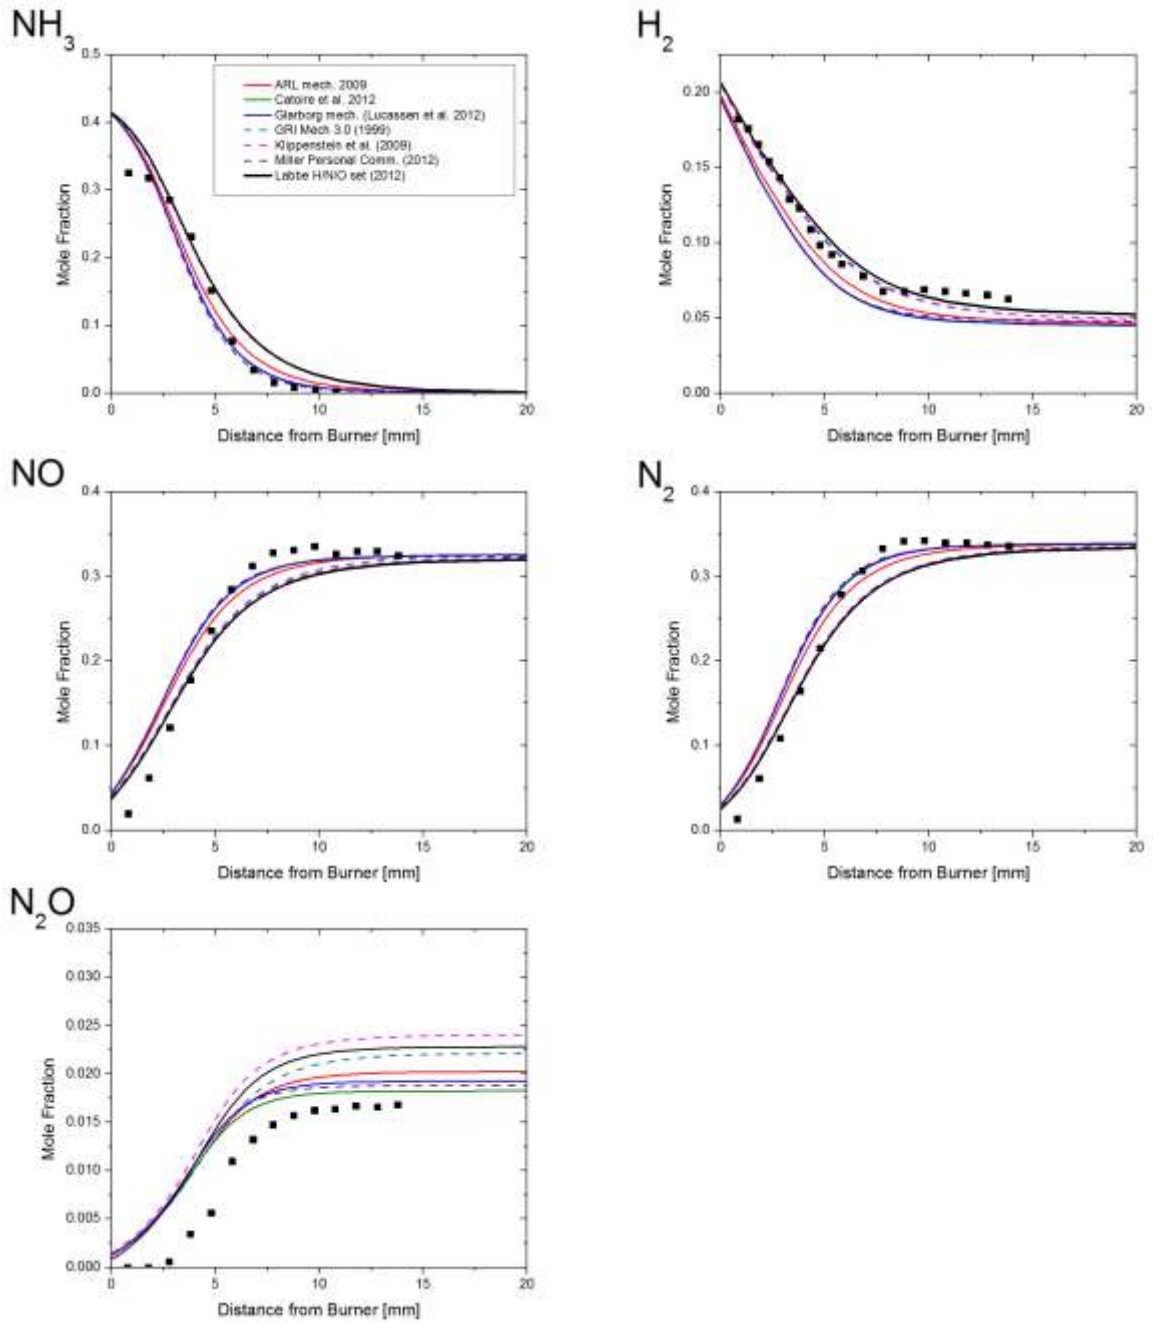 NH3
H2
0.5
0.4
0.3
0.2
0.1
0.0
Mole Fraction
ARL mech. 2009
Catoire et al. 2012
Glarborg mech. (Lucassen et al. 2012)
GRI Mech 3.0 (1999)
Klippenstein et al. (2009)
Miller Personal Comm. (2012)
Labbe H/N/O set (2012)
0 5 10 15 20
Distance from Burner [mm]
0.20
0.15
0.10
0.05
0.00
Mole Fraction
0 5 10 15 20
Distance from Burner [mm]
NO
N2
0.4
0.3
0.2
0.1
0.0
Mole Fraction
0 5 10 15 20
Distance from Burner [mm]
0.4
0.3
0.2
0.1
0.0
Mole Fraction
0 5 10 15 20
Distance from Burner [mm]
N2O
0.035
0.030
0.025
0.020
0.015
0.010
0.005
0.000
Mole Fraction
0 5 10 15 20
Distance from Burner [mm]